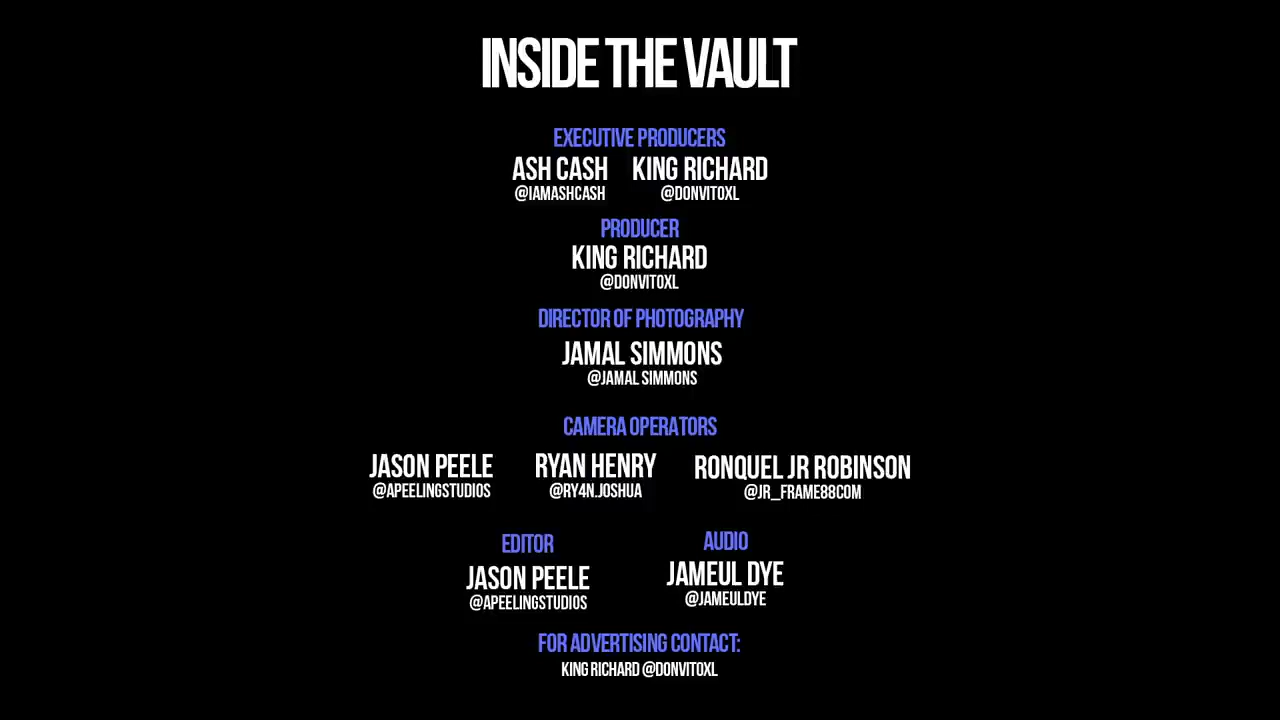 INSIDE THE VAULT
EXECUTIVE PRODUCERS
ASH CASH KING RICHARD
@IAMASHCASH @DONVITOXL
PRODUCER
KING RICHARD
@DONVITOXL
DIRECTOR OF PHOTOGRAPHY
JAMAL SIMMONS
@JAMAL SIMMONS
CAMERA OPERATORS
JASON PEELE RYAN HENRY RONQUEL JR ROBINSON
@APEELINGSTUDIOS @RY4N.JOSHUA @JR_FRAME88COM
EDITOR AUDIO
JASON PEELE JAMEUL DYE
@APEELINGSTUDIOS @JAMEULDYE
FOR ADVERTISING CONTACT:
KING RICHARD @DONVITOXL